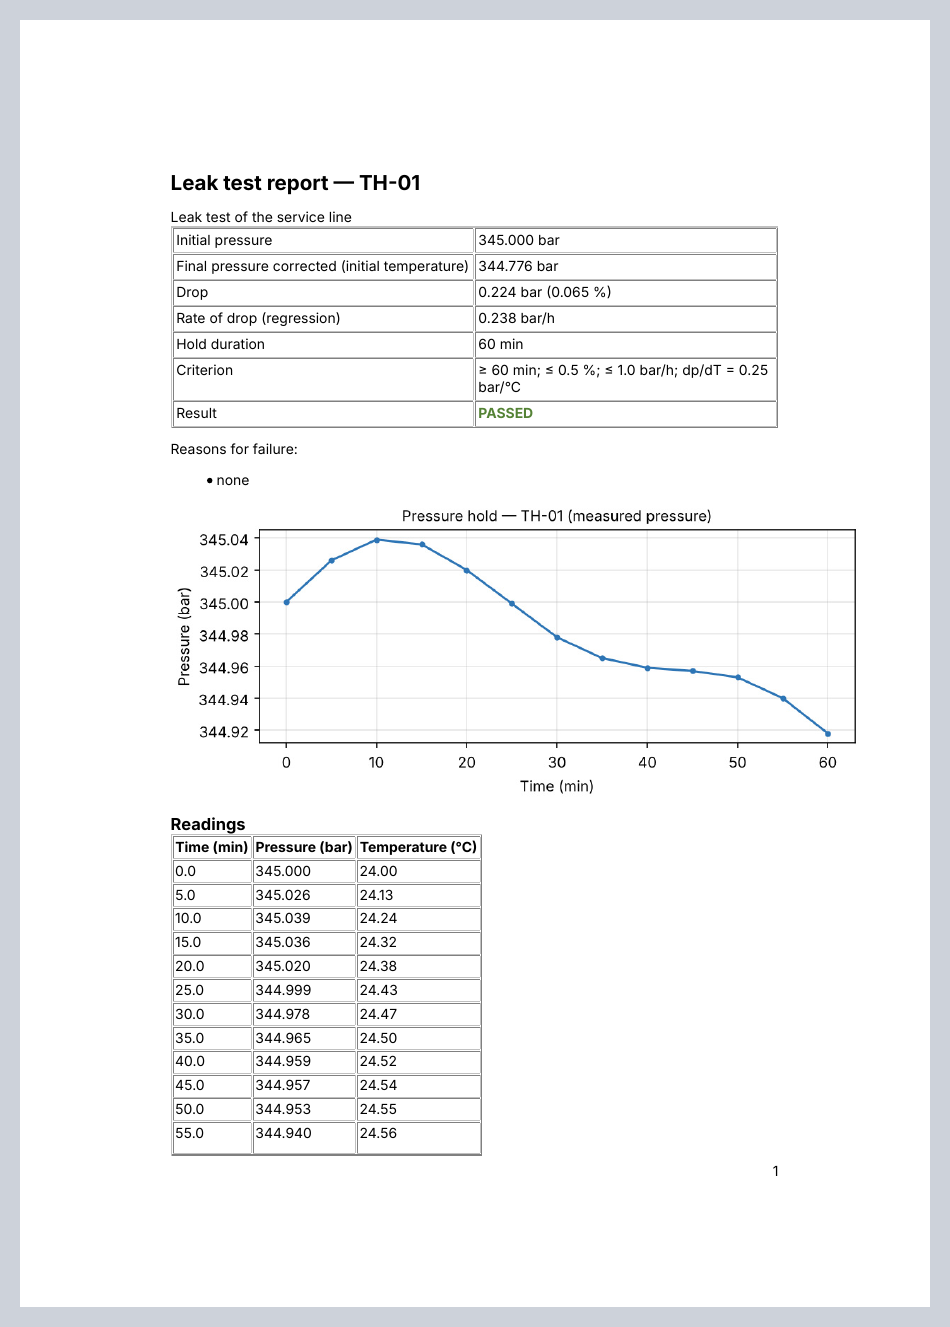 Leak test report — TH-01
Leak test of the service line
Initial pressure 345.000 bar
Final pressure corrected (initial temperature) 344.776 bar
Drop 0.224 bar (0.065 %)
Rate of drop (regression) 0.238 bar/h
Hold duration 60 min
Criterion ≥ 60 min; ≤ 0.5 %; ≤ 1.0 bar/h; dp/dT = 0.25
bar/°C
Result PASSED
Reasons for failure:
• none
Pressure hold — TH-01 (measured pressure)
345.04
345.02
345.00
344.98
344.96
344.94
344.92
Pressure (bar)
0 10 20 30 40 50 60
Time (min)
Readings
Time (min) Pressure (bar) Temperature (°C)
0.0 345.000 24.00
5.0 345.026 24.13
10.0 345.039 24.24
15.0 345.036 24.32
20.0 345.020 24.38
25.0 344.999 24.43
30.0 344.978 24.47
35.0 344.965 24.50
40.0 344.959 24.52
45.0 344.957 24.54
50.0 344.953 24.55
55.0 344.940 24.56
1